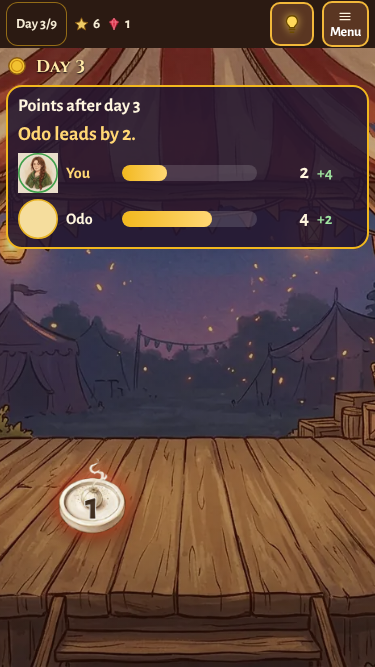 Day 3/9
6
1
Menu
DAY 3
Points after day 3
Odo leads by 2.
You 2 +4
Odo 4 +2
1